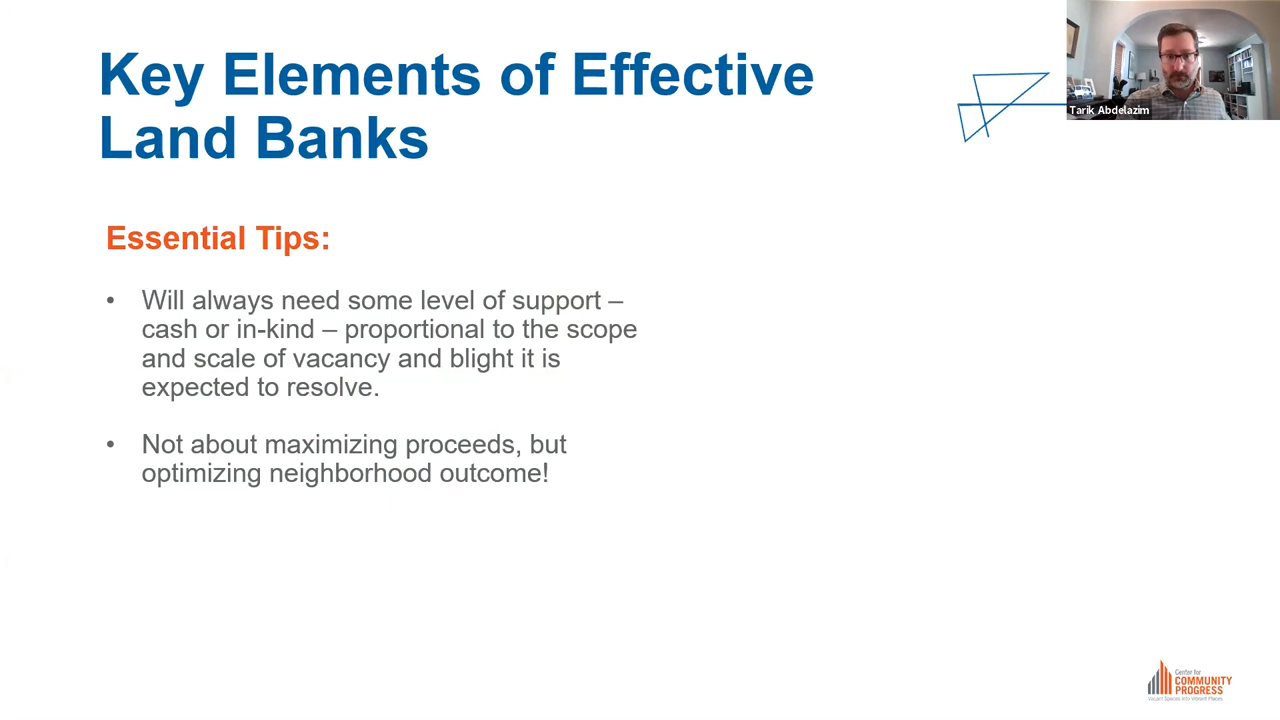 Key Elements of Effective
Land Banks
Tarik Abdelazim
Essential Tips:
• Will always need some level of support –
cash or in-kind – proportional to the scope
and scale of vacancy and blight it is
expected to resolve.
• Not about maximizing proceeds, but
optimizing neighborhood outcome!
Center for
COMMUNITY
PROGRESS
Vacant Spaces into Vibrant Places